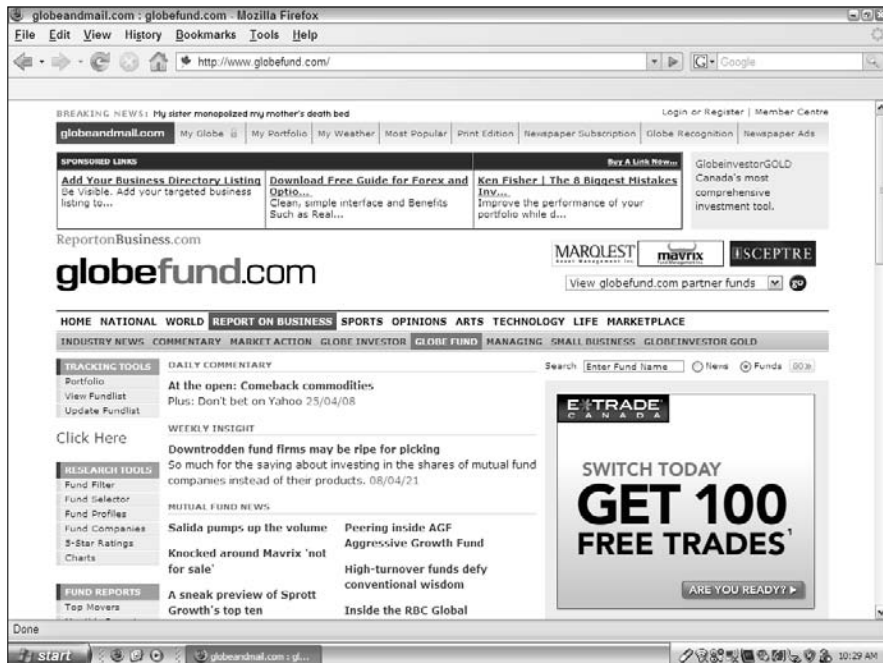 globeandmail.com : globefund.com - Mozilla Firefox
File Edit View History Bookmarks Tools Help
http://www.globefund.com/
G Google
BREAKING NEWS: My sister monopolized my mother's death bed
Login or Register | Member Centre
globeandmail.com My Globe My Portfolio My Weather Most Popular Print Edition Newspaper Subscription Globe Recognition Newspaper Ads
SPONSORED LINKS
Buy A Link Now...
Add Your Business Directory Listing
Be Visible. Add your targeted business
listing to...
Download Free Guide for Forex and
Optio...
Clean, simple interface and Benefits
Such as Real...
Ken Fisher | The 8 Biggest Mistakes
Inv...
Improve the performance of your
portfolio while d...
GlobeinvestorGOLD
Canada's most
comprehensive
investment tool.
ReportonBusiness.com
globefund.com
MARQUEST
mavrix
SCEPTRE
View globefund.com partner funds go
HOME NATIONAL WORLD REPORT ON BUSINESS SPORTS OPINIONS ARTS TECHNOLOGY LIFE MARKETPLACE
INDUSTRY NEWS COMMENTARY MARKET ACTION GLOBE INVESTOR GLOBE FUND MANAGING SMALL BUSINESS GLOBEINVESTOR GOLD
TRACKING TOOLS
Portfolio
View Fundlist
Update Fundlist
Click Here
RESEARCH TOOLS
Fund Filter
Fund Selector
Fund Profiles
Fund Companies
5-Star Ratings
Charts
FUND REPORTS
Top Movers
DAILY COMMENTARY
At the open: Comeback commodities
Plus: Don't bet on Yahoo 25/04/08
WEEKLY INSIGHT
Downtrodden fund firms may be ripe for picking
So much for the saying about investing in the shares of mutual fund
companies instead of their products. 08/04/21
MUTUAL FUND NEWS
Salida pumps up the volume
Knocked around Mavrix 'not
for sale'
A sneak preview of Sprott
Growth's top ten
Peering inside AGF
Aggressive Growth Fund
High-turnover funds defy
conventional wisdom
Inside the RBC Global
Search Enter Fund Name News Funds GO
E*TRADE
CANADA
SWITCH TODAY
GET 100
FREE TRADES¹
ARE YOU READY?
Done
start globeandmail.com : gl... 10:29 AM